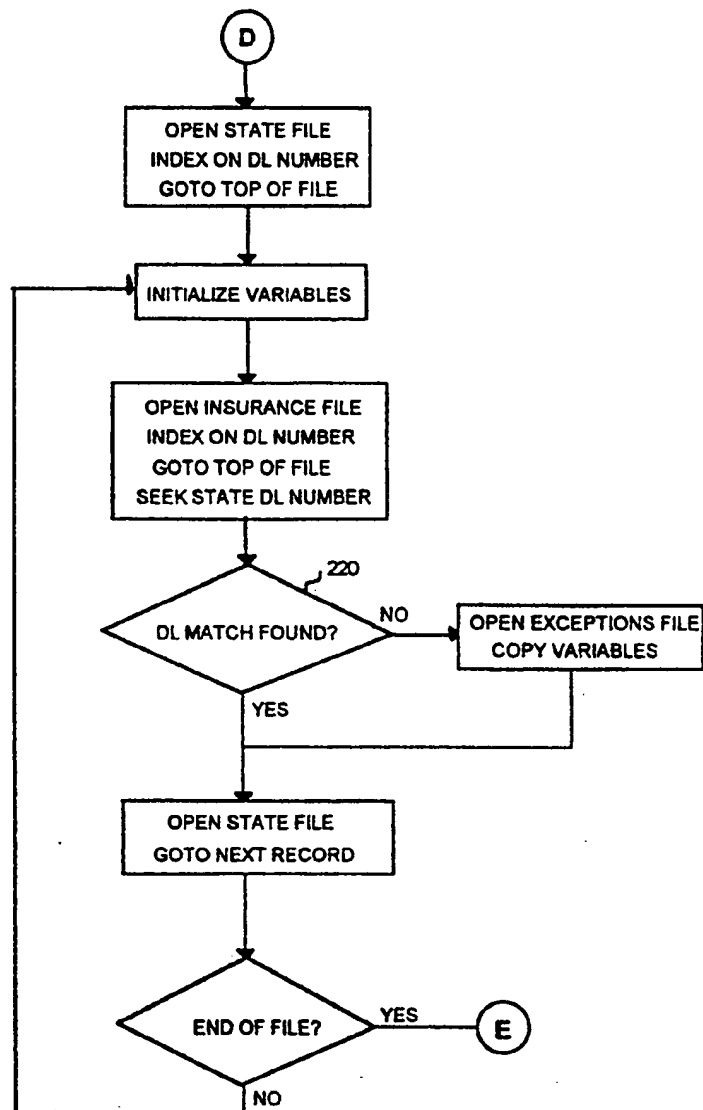 D
OPEN STATE FILE
INDEX ON DL NUMBER
GOTO TOP OF FILE
INITIALIZE VARIABLES
OPEN INSURANCE FILE
INDEX ON DL NUMBER
GOTO TOP OF FILE
SEEK STATE DL NUMBER
220
DL MATCH FOUND?
NO
OPEN EXCEPTIONS FILE
COPY VARIABLES
YES
OPEN STATE FILE
GOTO NEXT RECORD
END OF FILE?
YES
E
NO